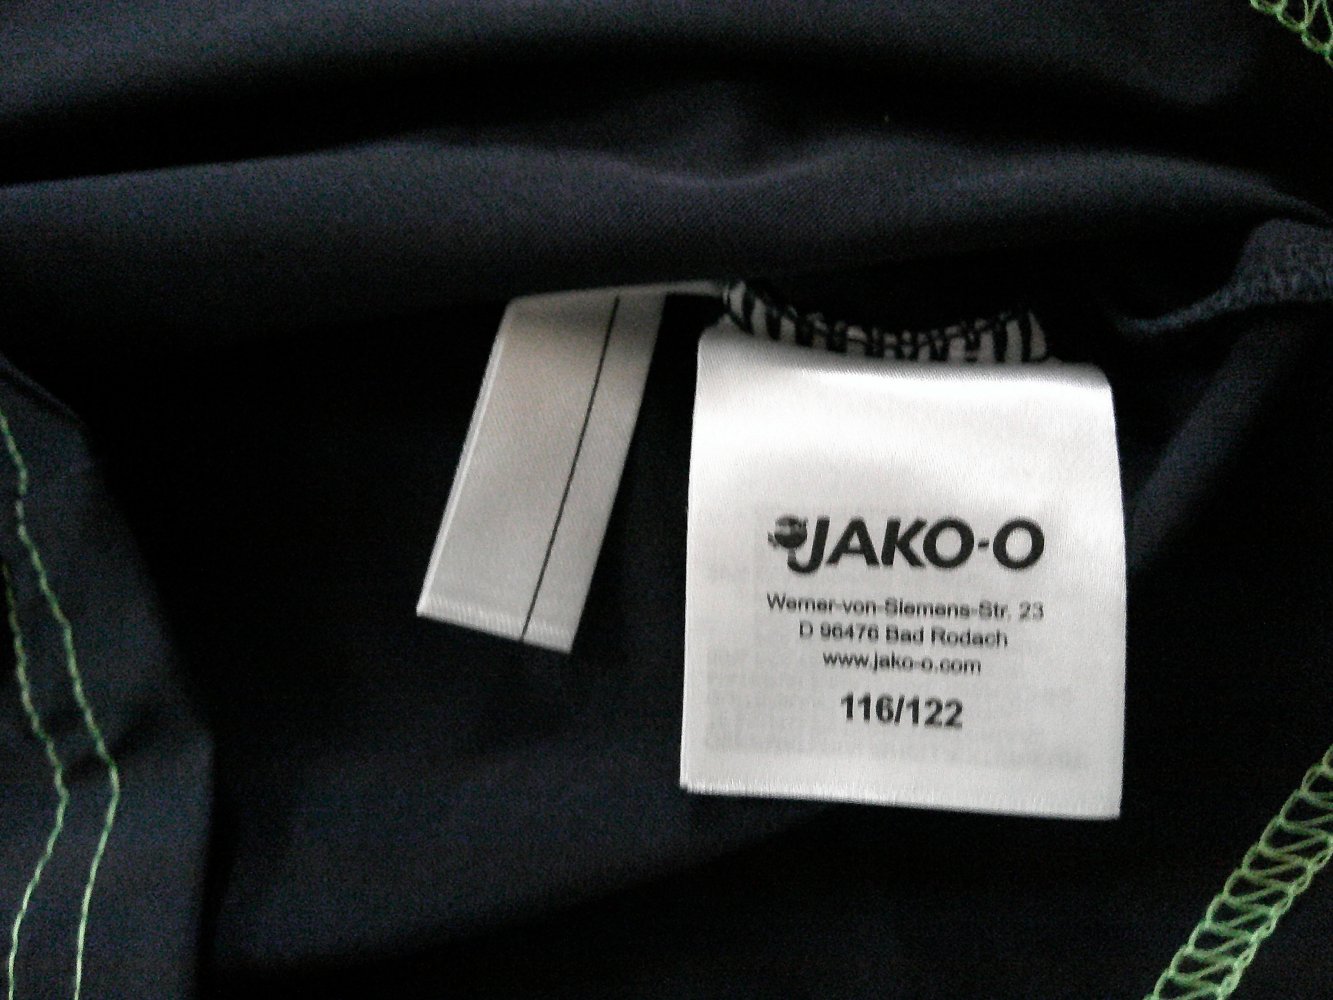 JAKO-O
Werner-von-Siemens-Str. 23
D 96476 Bad Rodach
www.jako-o.com
116/122